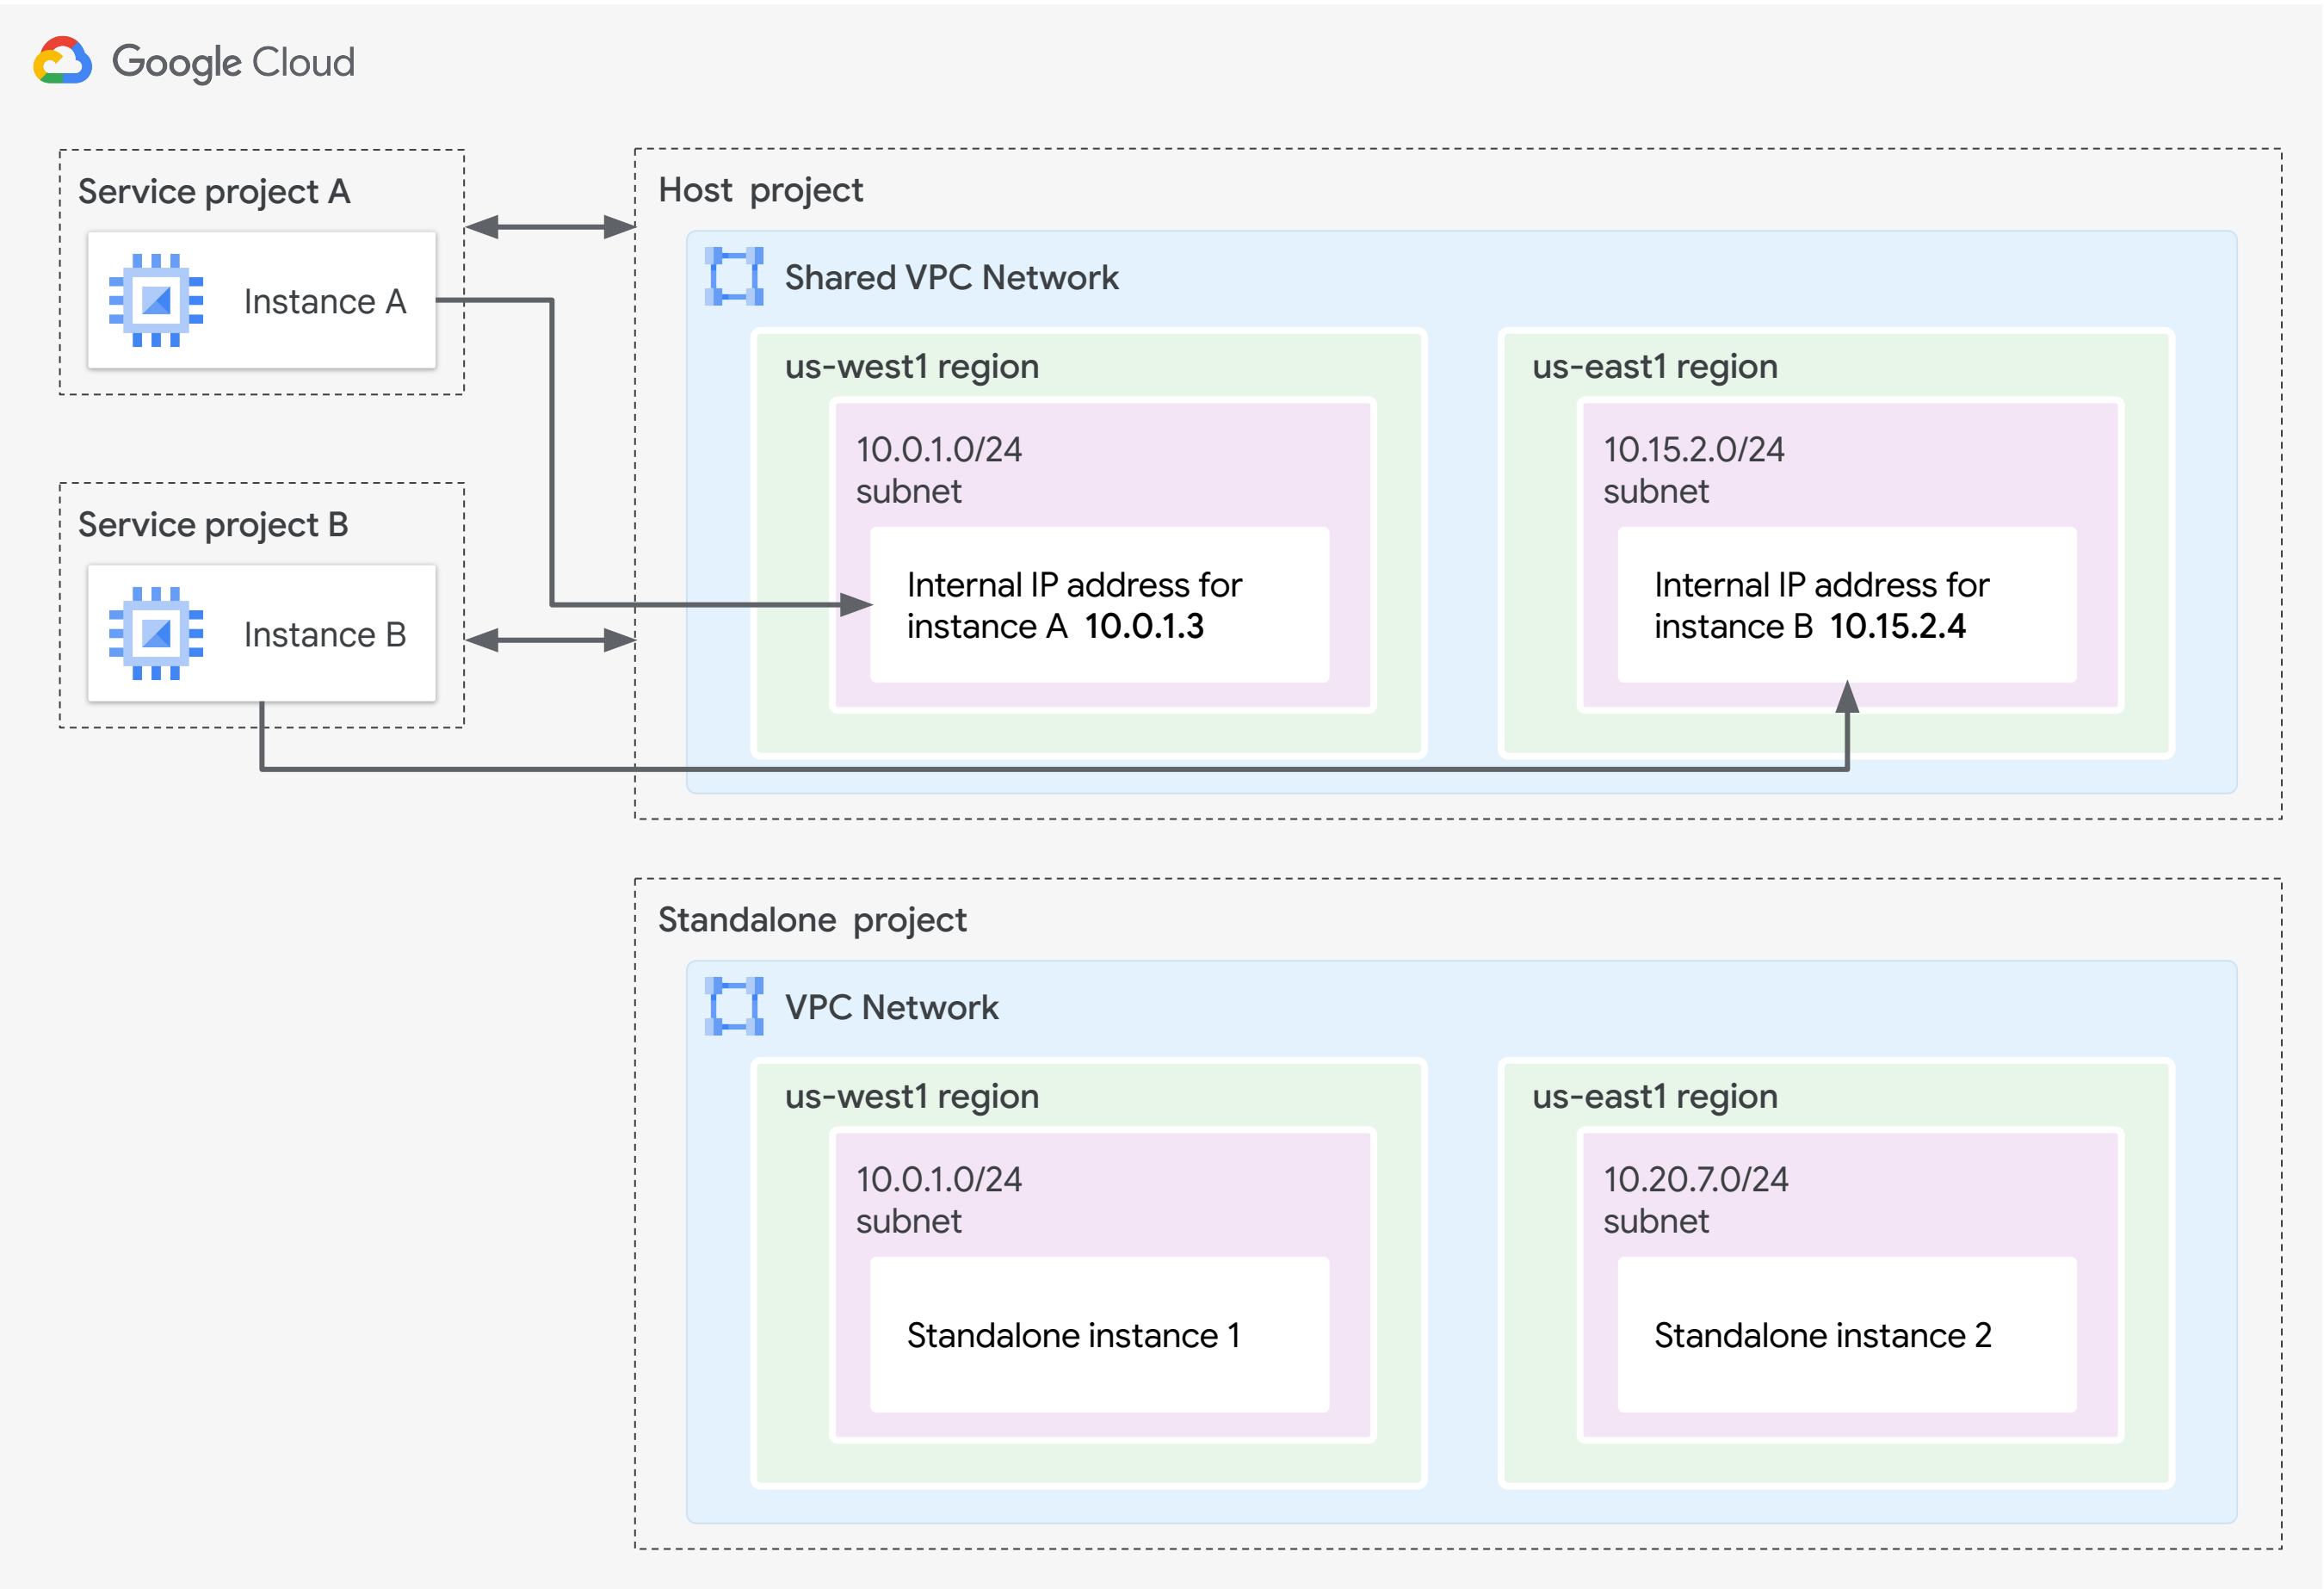 Google Cloud
Service project A
Instance A
Service project B
Instance B
Host project
Shared VPC Network
us-west1 region
10.0.1.0/24
subnet
Internal IP address for
instance A 10.0.1.3
us-east1 region
10.15.2.0/24
subnet
Internal IP address for
instance B 10.15.2.4
Standalone project
VPC Network
us-west1 region
10.0.1.0/24
subnet
Standalone instance 1
us-east1 region
10.20.7.0/24
subnet
Standalone instance 2